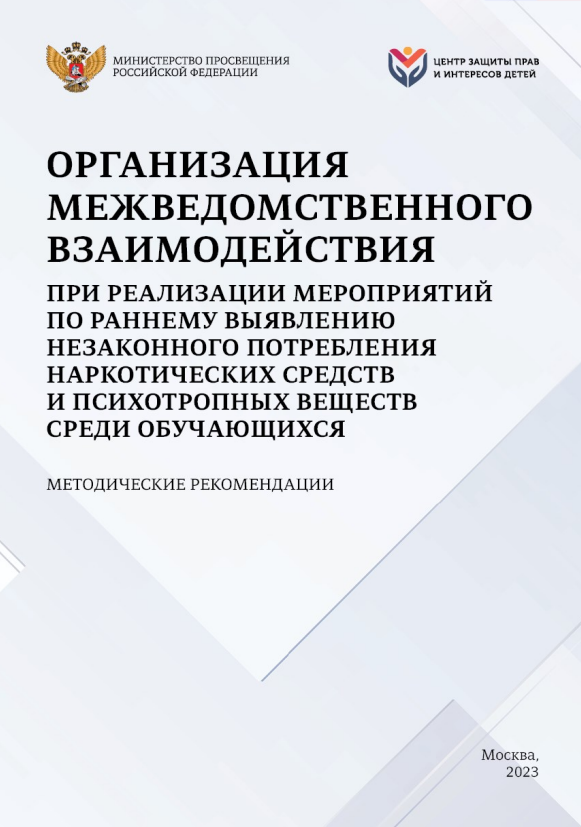 МИНИСТЕРСТВО ПРОСВЕЩЕНИЯ
РОССИЙСКОЙ ФЕДЕРАЦИИ
ЦЕНТР ЗАЩИТЫ ПРАВ
И ИНТЕРЕСОВ ДЕТЕЙ
ОРГАНИЗАЦИЯ
МЕЖВЕДОМСТВЕННОГО
ВЗАИМОДЕЙСТВИЯ
ПРИ РЕАЛИЗАЦИИ МЕРОПРИЯТИЙ
ПО РАННЕМУ ВЫЯВЛЕНИЮ
НЕЗАКОННОГО ПОТРЕБЛЕНИЯ
НАРКОТИЧЕСКИХ СРЕДСТВ
И ПСИХОТРОПНЫХ ВЕЩЕСТВ
СРЕДИ ОБУЧАЮЩИХСЯ
МЕТОДИЧЕСКИЕ РЕКОМЕНДАЦИИ
Москва,
2023